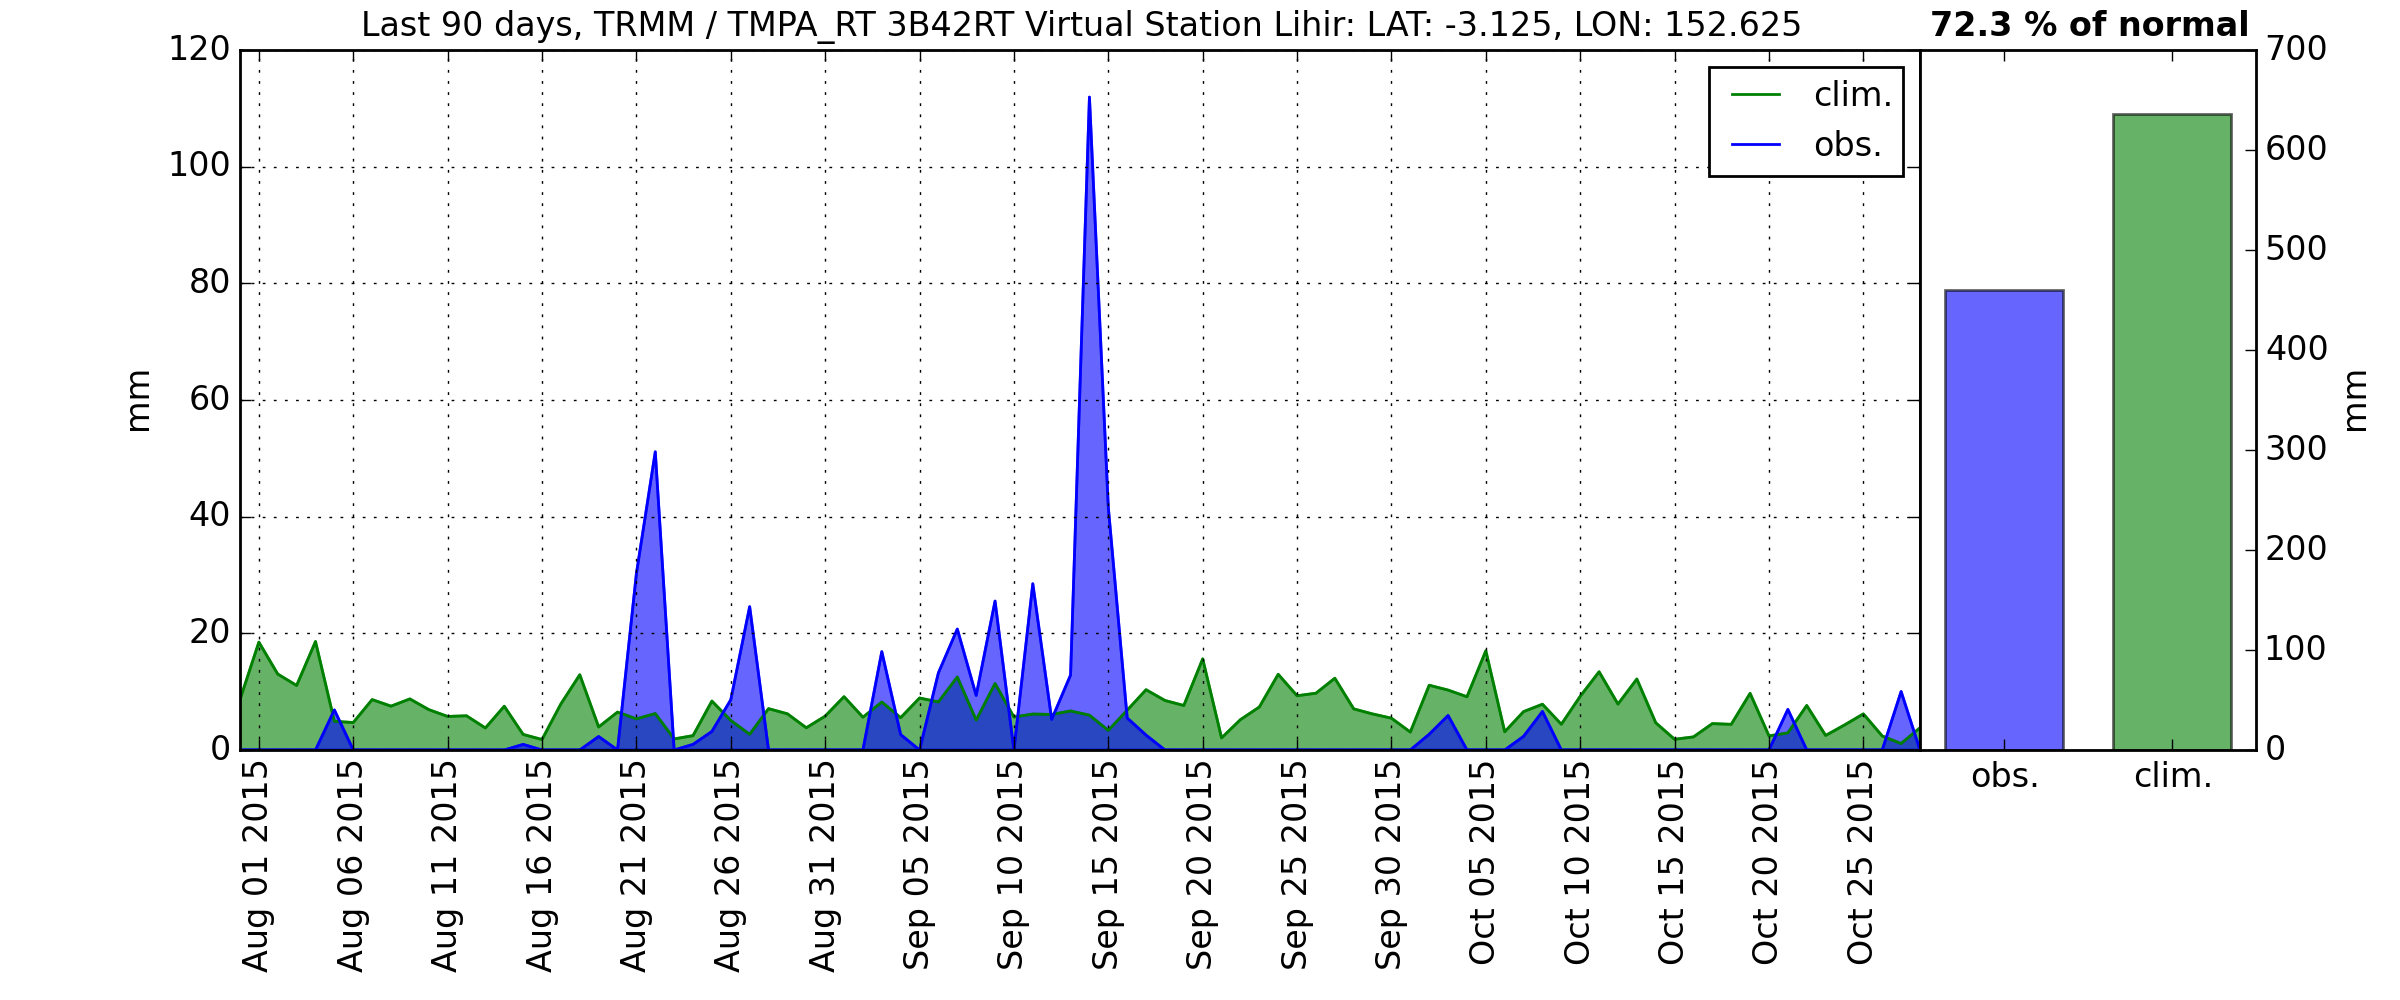 Last 90 days, TRMM / TMPA_RT 3B42RT Virtual Station Lihir: LAT: -3.125, LON: 152.625
72.3 % of normal
120
100
80
60
40
20
0
mm
clim.
obs.
Aug 01 2015
Aug 06 2015
Aug 11 2015
Aug 16 2015
Aug 21 2015
Aug 26 2015
Aug 31 2015
Sep 05 2015
Sep 10 2015
Sep 15 2015
Sep 20 2015
Sep 25 2015
Sep 30 2015
Oct 05 2015
Oct 10 2015
Oct 15 2015
Oct 20 2015
Oct 25 2015
700
600
500
400
300
200
100
0
mm
obs.
clim.